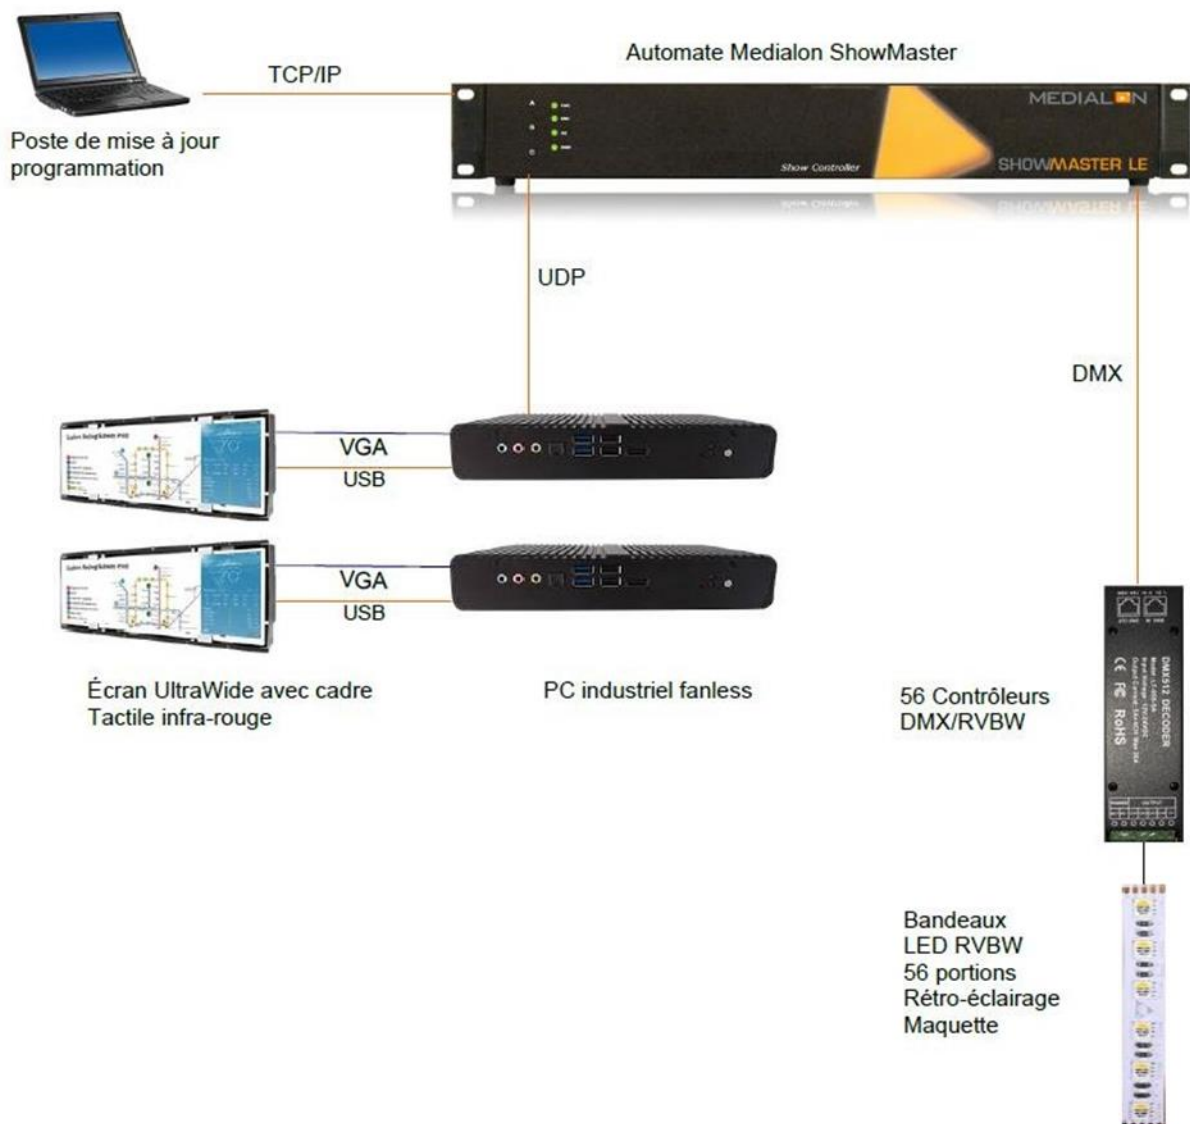 Automate Medialon ShowMaster
TCP/IP
MEDIALON
Show Controller
SHOWMASTER LE
Poste de mise à jour
programmation
UDP
DMX
VGA
USB
VGA
USB
Écran UltraWide avec cadre
Tactile infra-rouge
PC industriel fanless
56 Contrôleurs
DMX/RVBW
DMX512 DECODER
CE FC RoHS
Bandeaux
LED RVBW
56 portions
Rétro-éclairage
Maquette